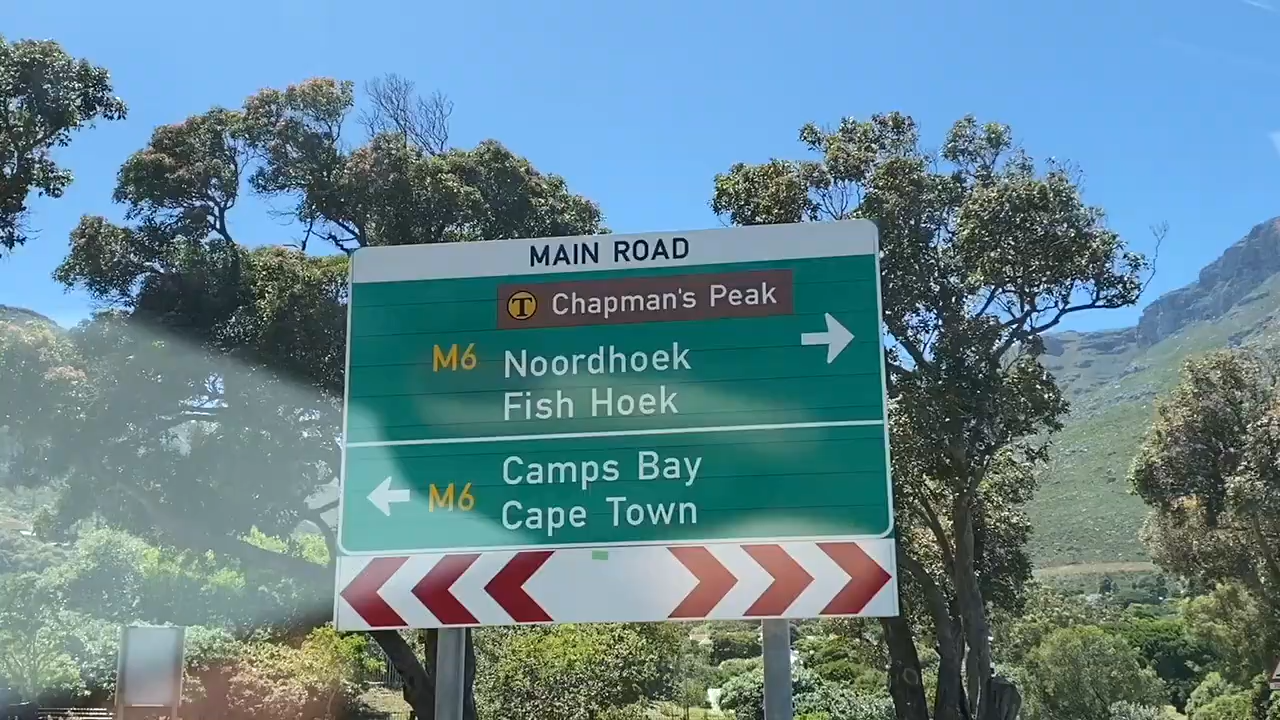 MAIN ROAD
T Chapman's Peak
M6 Noordhoek
Fish Hoek
M6 Camps Bay
Cape Town